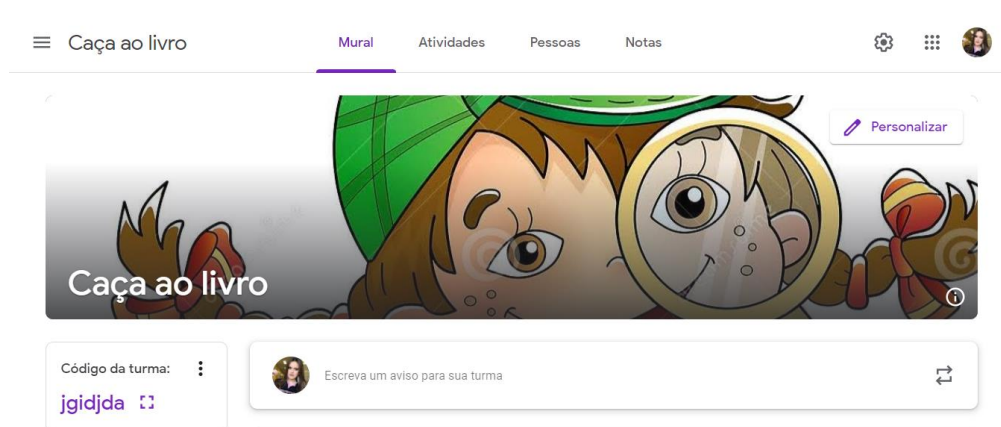 Caça ao livro
Mural Atividades Pessoas Notas
Personalizar
Caça ao livro
Código da turma:
jgidjda
Escreva um aviso para sua turma